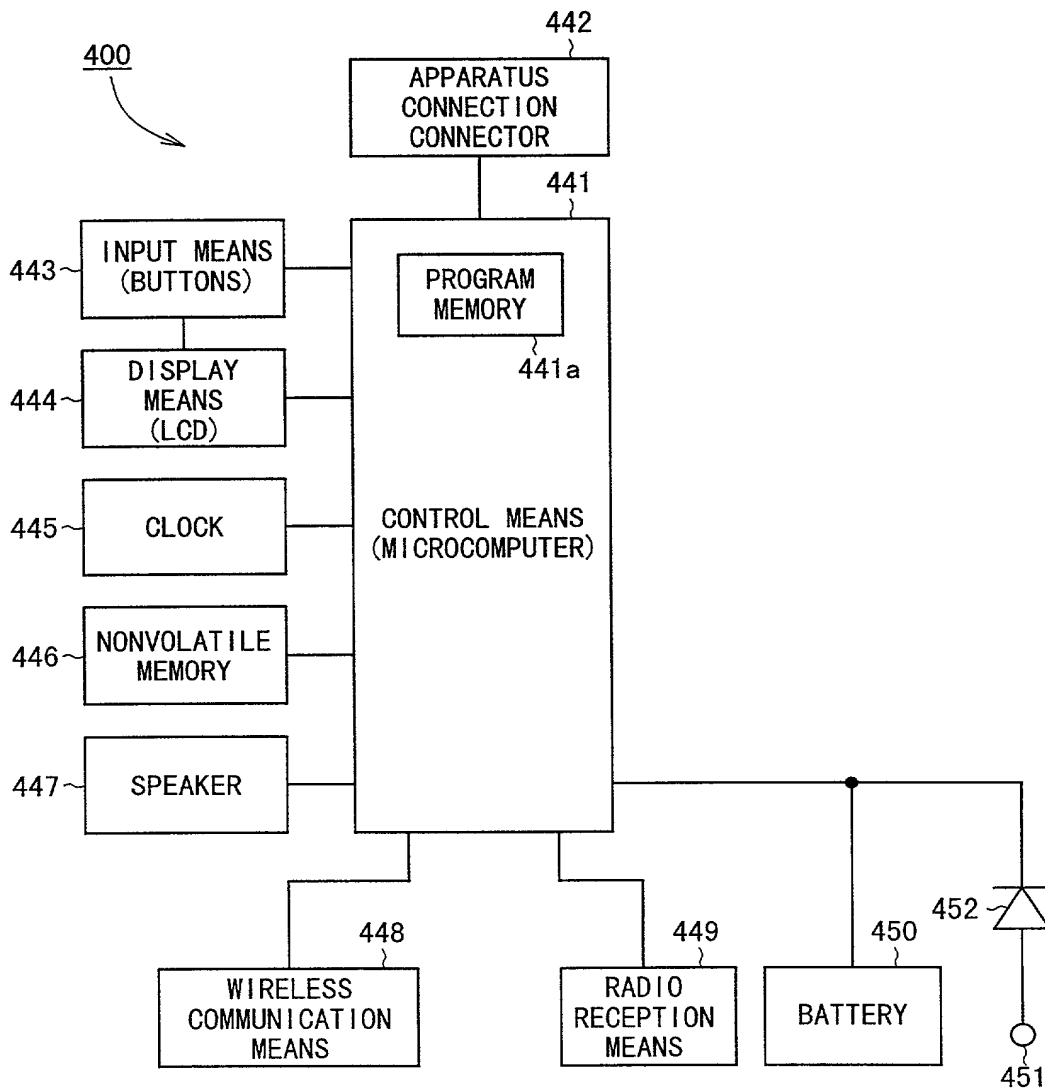 400
442
APPARATUS
CONNECTION
CONNECTOR
441
443
INPUT MEANS
(BUTTONS)
PROGRAM
MEMORY
441a
444
DISPLAY
MEANS
(LCD)
445
CLOCK
CONTROL MEANS
(MICROCOMPUTER)
446
NONVOLATILE
MEMORY
447
SPEAKER
448
WIRELESS
COMMUNICATION
MEANS
449
RADIO
RECEPTION
MEANS
450
BATTERY
452
451